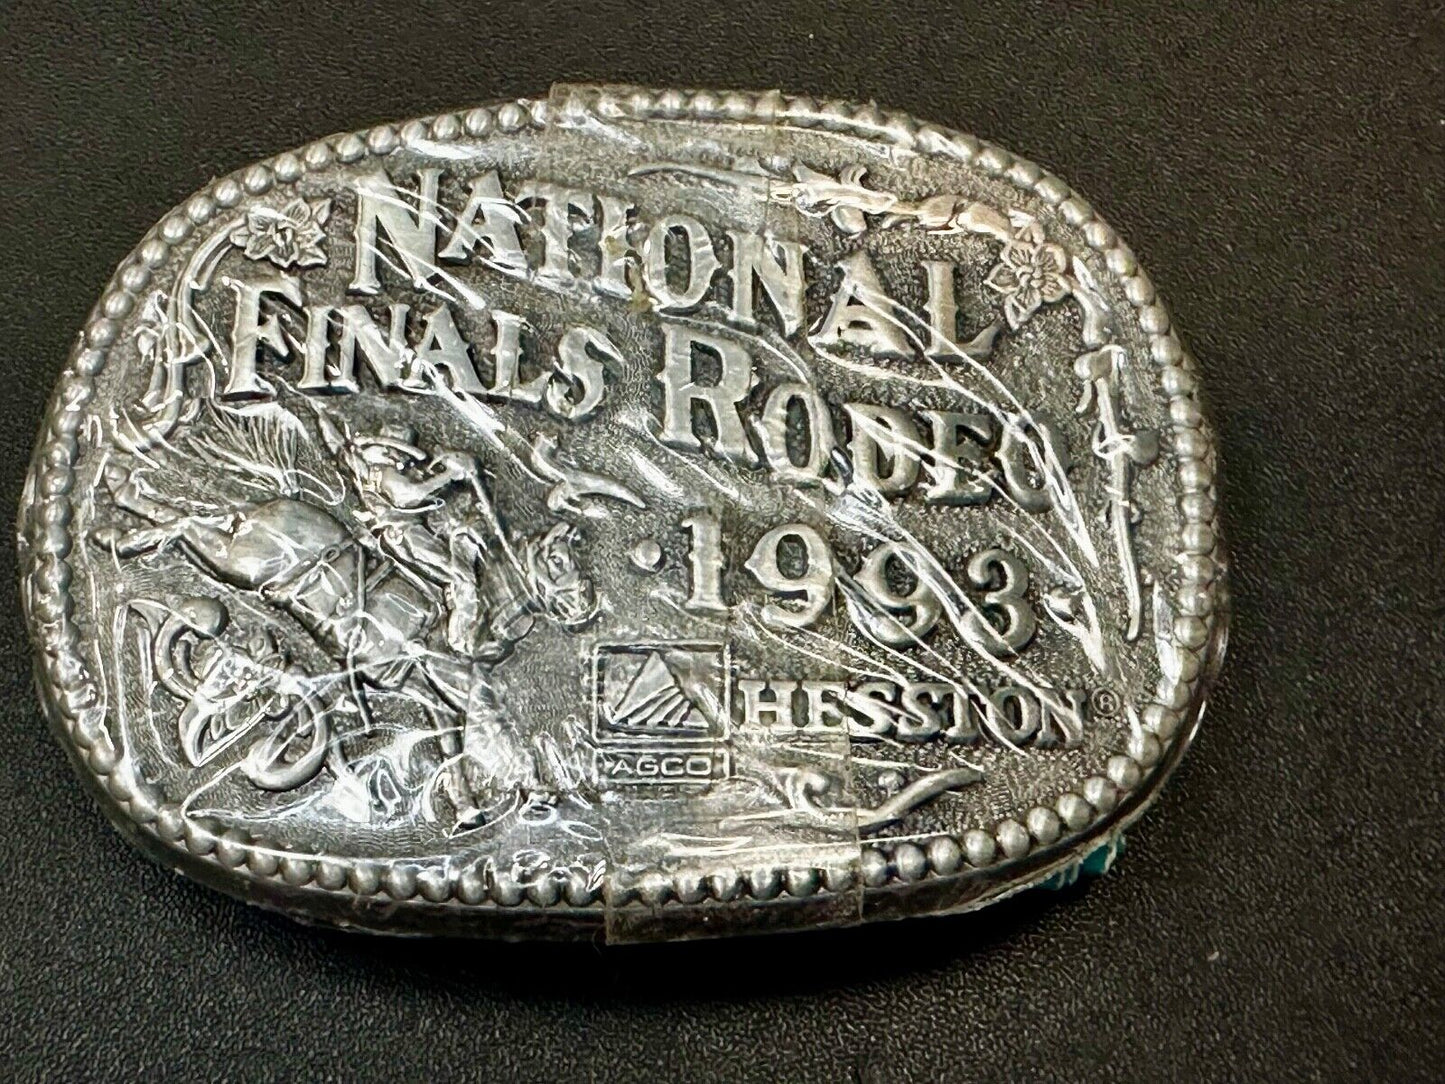 NATIONAL
FINALS RODEO
• 1993 •
HESSTON®
AGCO